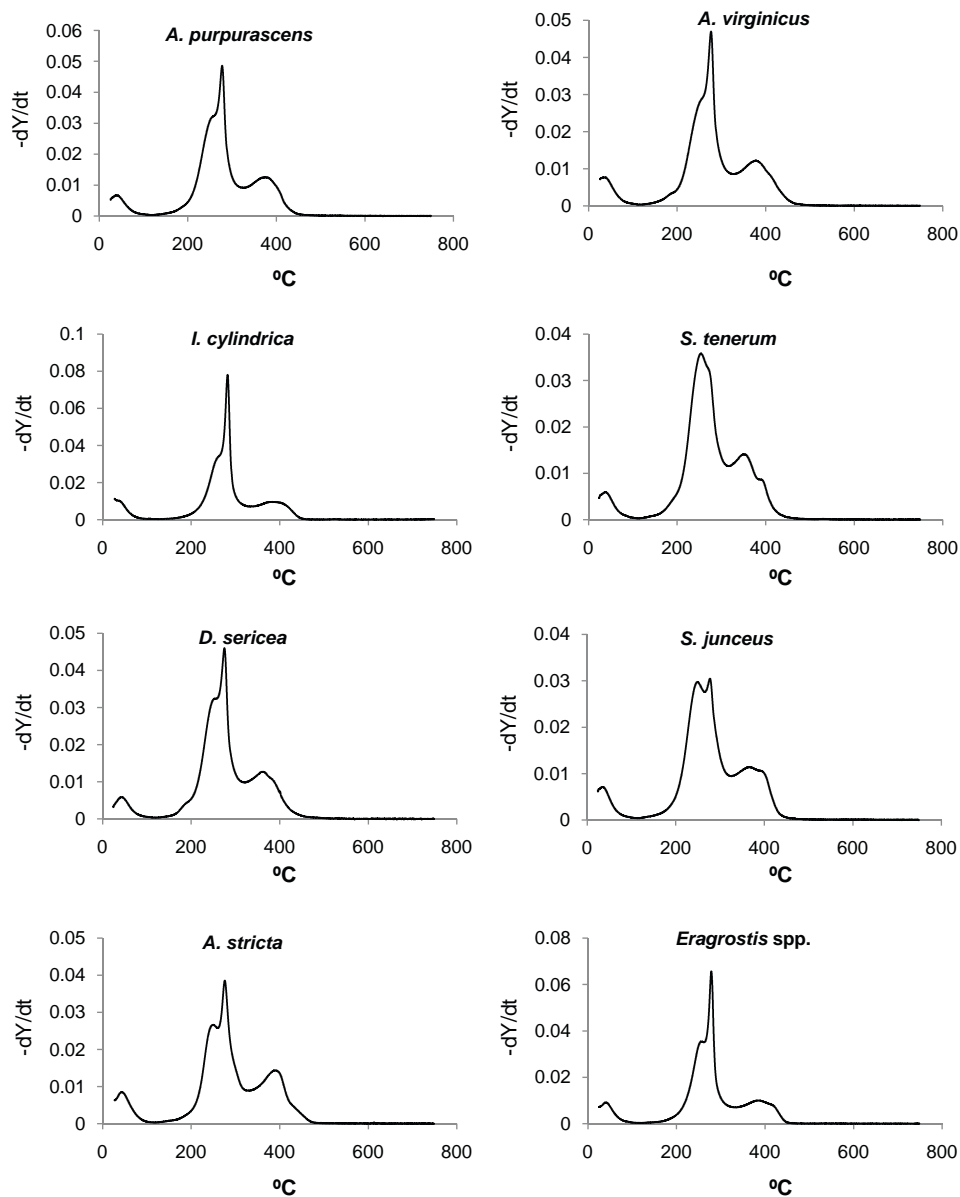 A. purpurascens
0.06
0.05
0.04
0.03
0.02
0.01
0
-dY/dt
0 200 400 600 800
ºC
A. virginicus
0.05
0.04
0.03
0.02
0.01
0
-dY/dt
0 200 400 600 800
ºC
I. cylindrica
0.1
0.08
0.06
0.04
0.02
0
-dY/dt
0 200 400 600 800
ºC
S. tenerum
0.04
0.03
0.02
0.01
0
-dY/dt
0 200 400 600 800
ºC
D. sericea
0.05
0.04
0.03
0.02
0.01
0
-dY/dt
0 200 400 600 800
ºC
S. junceus
0.04
0.03
0.02
0.01
0
-dY/dt
0 200 400 600 800
ºC
A. stricta
0.05
0.04
0.03
0.02
0.01
0
-dY/dt
0 200 400 600 800
ºC
Eragrostis spp.
0.08
0.06
0.04
0.02
0
-dY/dt
0 200 400 600 800
ºC